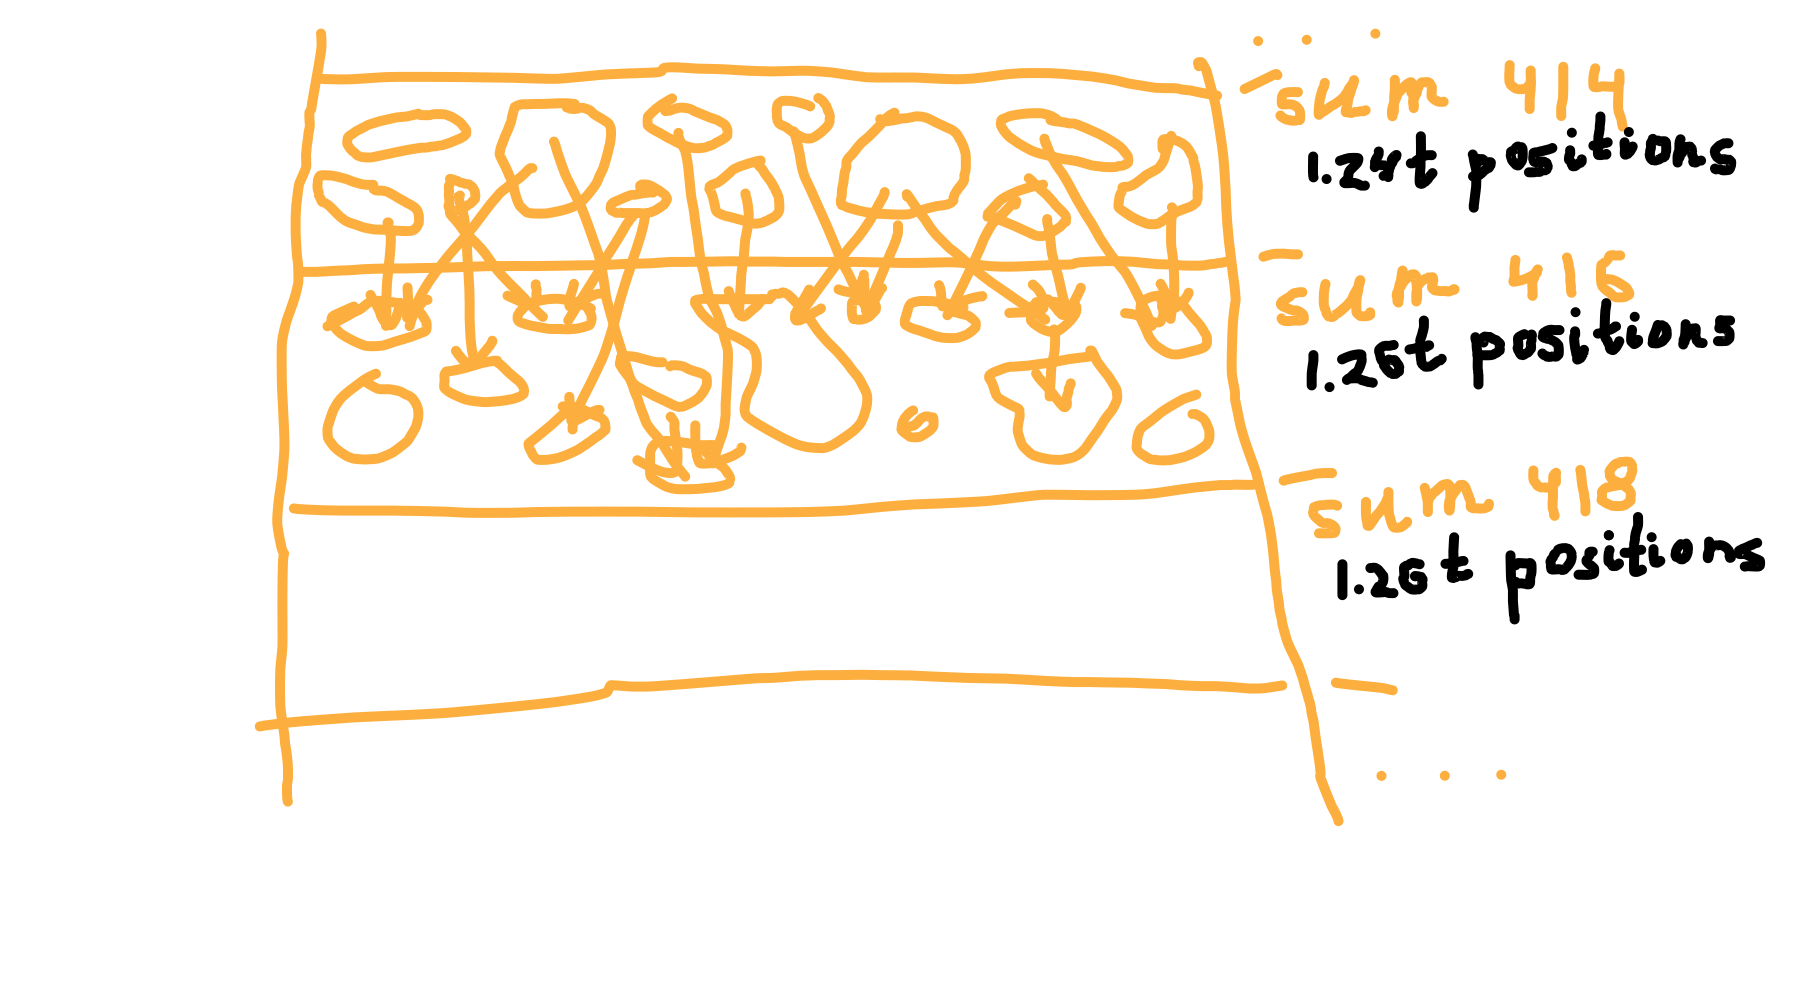 . . .
sum 414
1.24t positions
sum 416
1.26t positions
sum 418
1.26t positions
. . .